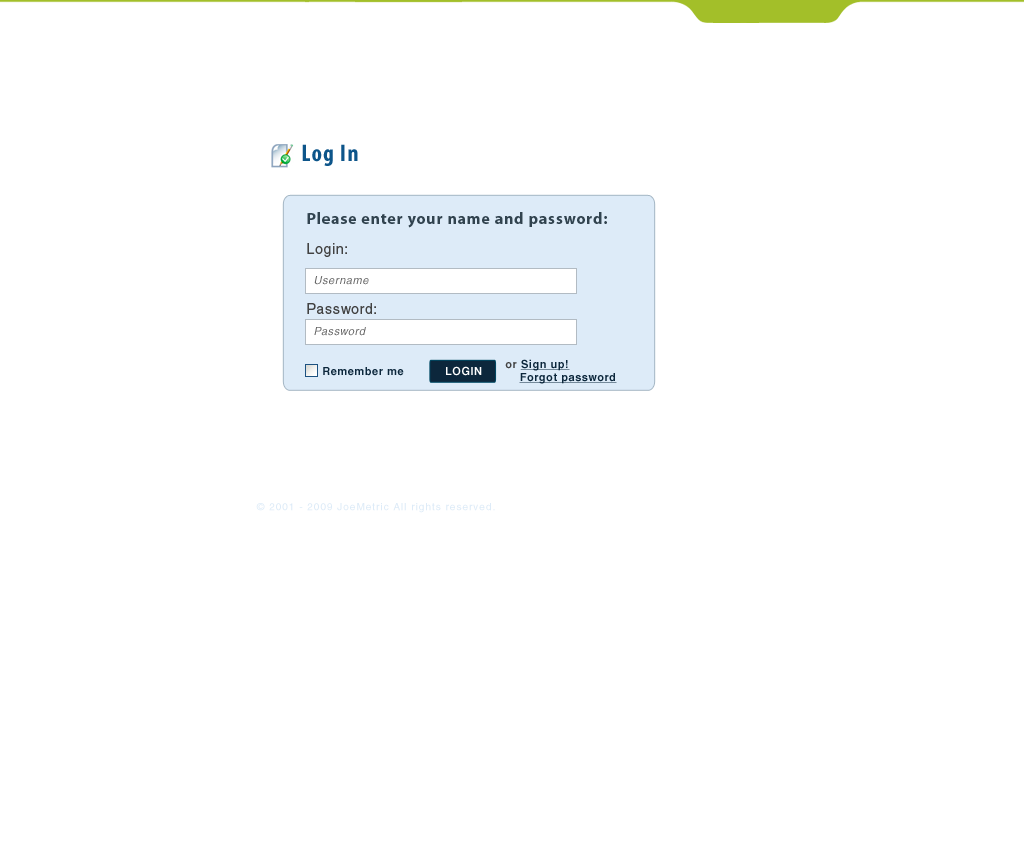 Log In
Please enter your name and password:
Login:
Username
Password:
Password
Remember me
LOGIN
or Sign up!
Forgot password
© 2001 - 2009 JoeMetric All rights reserved.